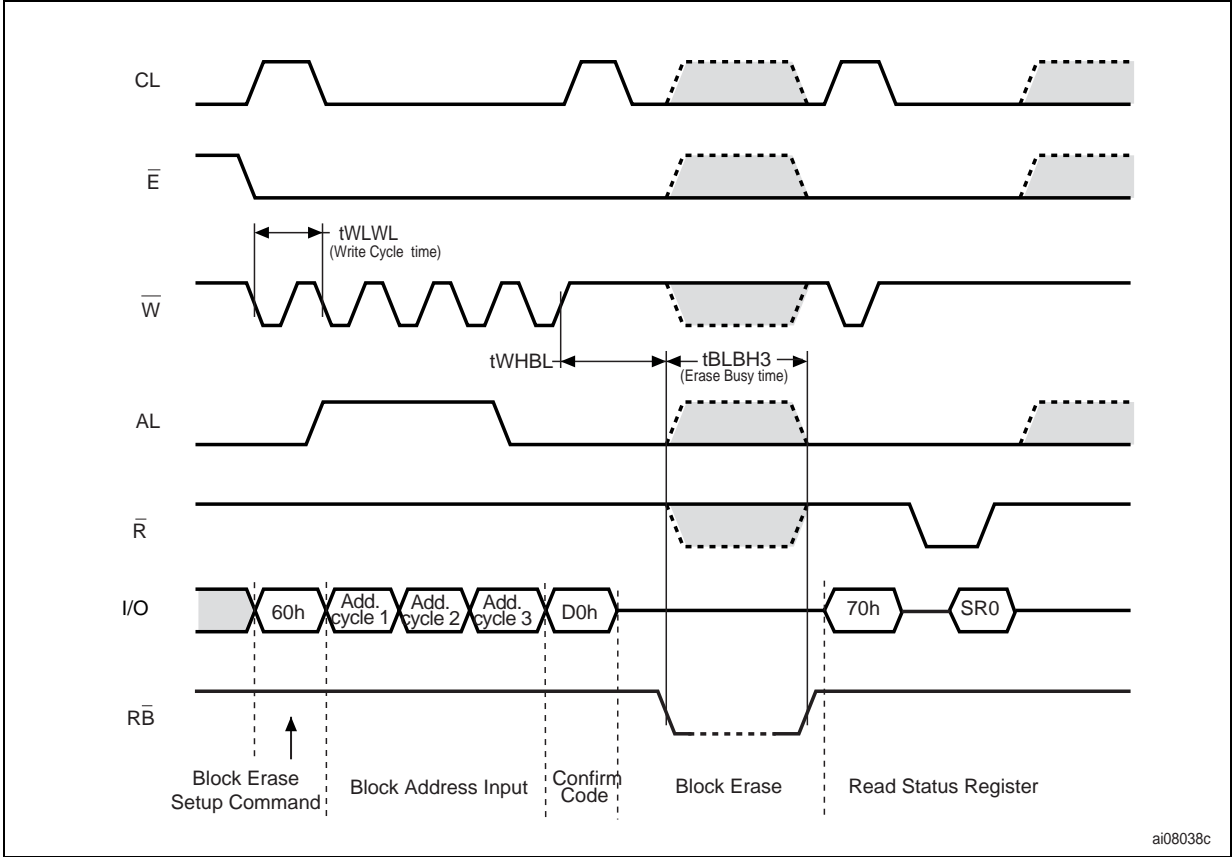 CL
E̅
tWLWL
(Write Cycle time)
W̅
tWHBL
tBLBH3
(Erase Busy time)
AL
R̅
I/O
60h
Add.
cycle 1
Add.
cycle 2
Add.
cycle 3
D0h
70h
SR0
RB̅
Block Erase
Setup Command
Block Address Input
Confirm
Code
Block Erase
Read Status Register
ai08038c